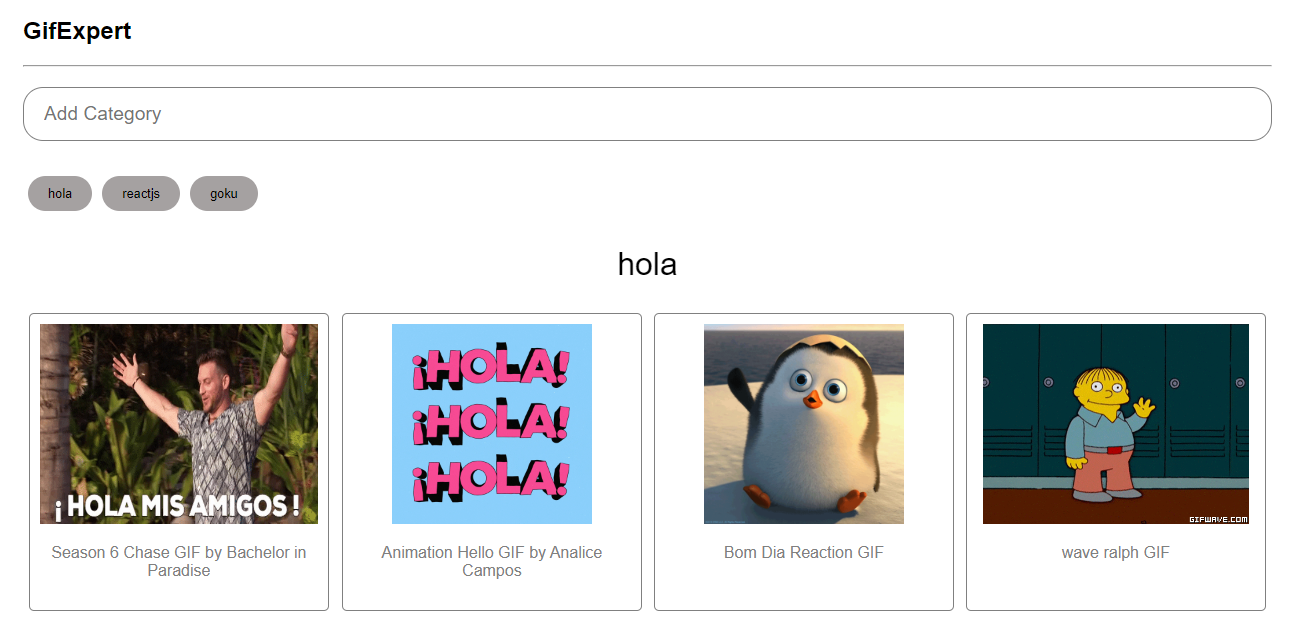 GifExpert
Add Category
hola
reactjs
goku
hola
¡ HOLA MIS AMIGOS !
¡HOLA!
¡HOLA!
¡HOLA!
GIFWAVE.COM
Season 6 Chase GIF by Bachelor in
Paradise
Animation Hello GIF by Analice
Campos
Bom Dia Reaction GIF
wave ralph GIF